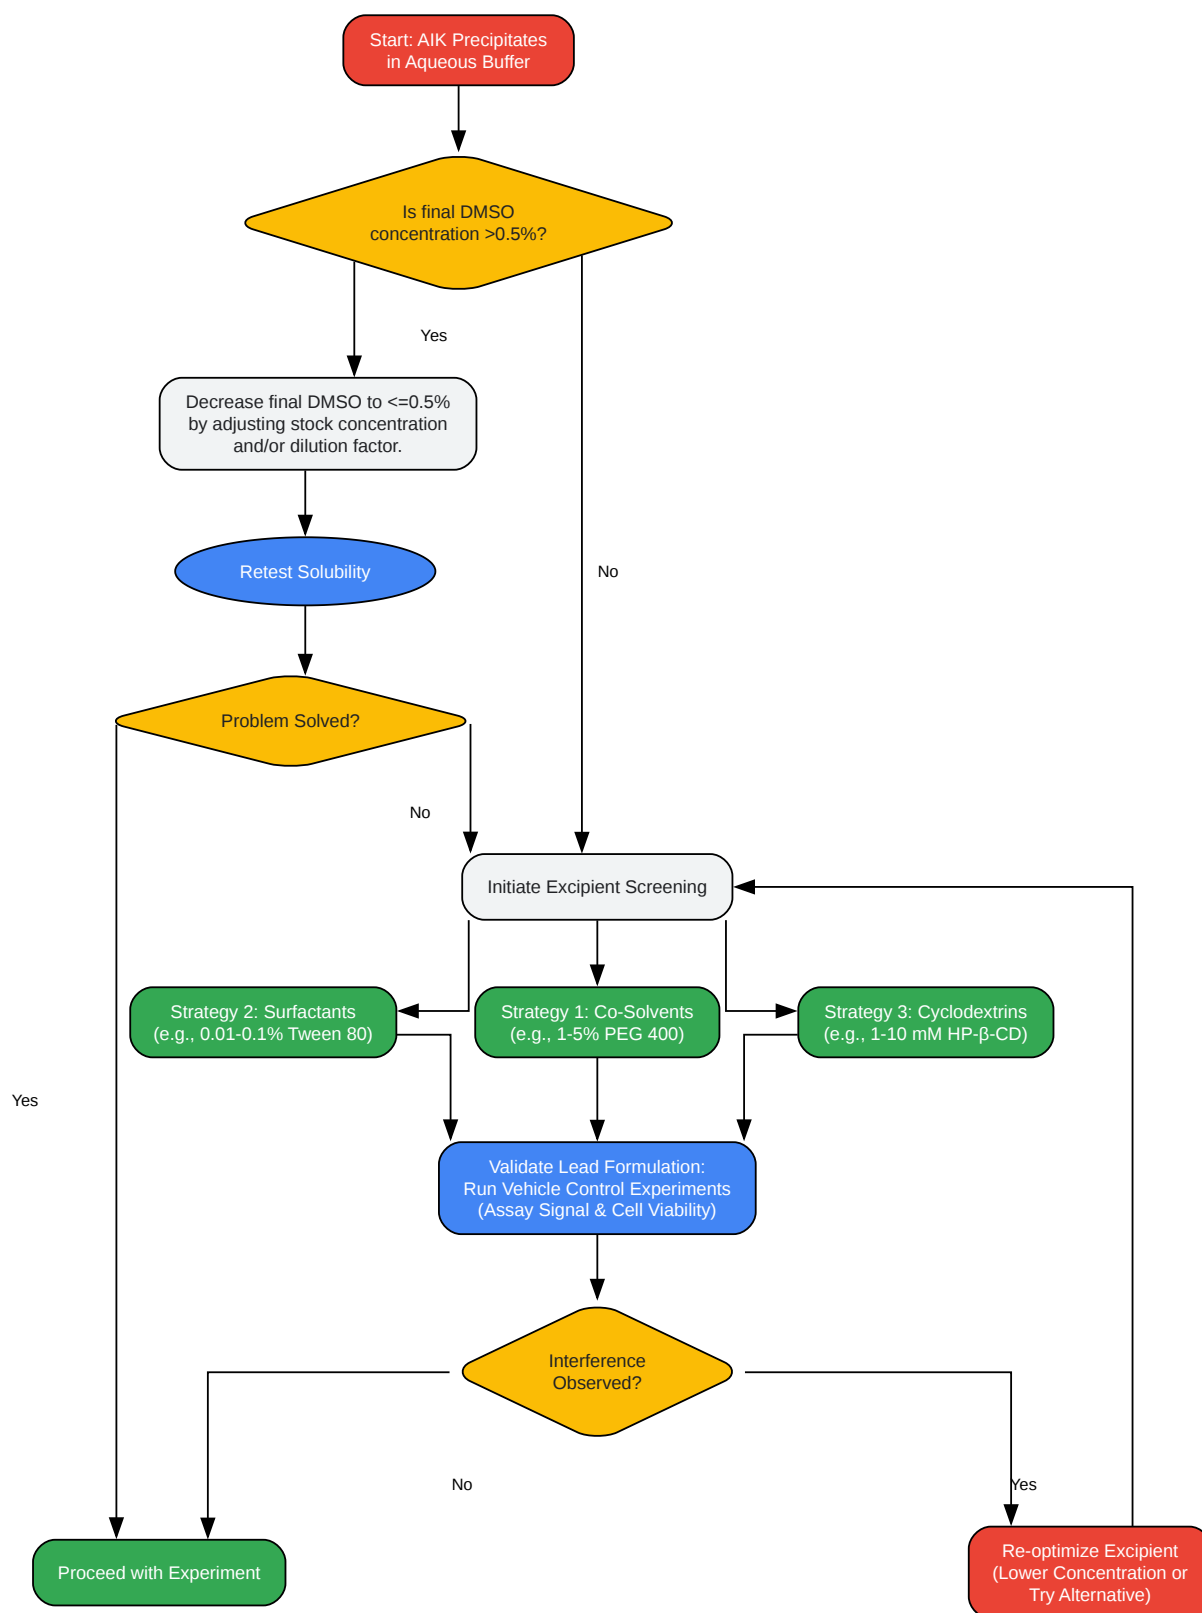 Start: AIK Precipitates
in Aqueous Buffer
Is final DMSO
concentration >0.5%?
Yes
Decrease final DMSO to <=0.5%
by adjusting stock concentration
and/or dilution factor.
Retest Solubility
No
Problem Solved?
No
Initiate Excipient Screening
Strategy 2: Surfactants
(e.g., 0.01-0.1% Tween 80)
Strategy 1: Co-Solvents
(e.g., 1-5% PEG 400)
Strategy 3: Cyclodextrins
(e.g., 1-10 mM HP-β-CD)
Yes
Validate Lead Formulation:
Run Vehicle Control Experiments
(Assay Signal & Cell Viability)
Interference
Observed?
No
Yes
Proceed with Experiment
Re-optimize Excipient
(Lower Concentration or
Try Alternative)